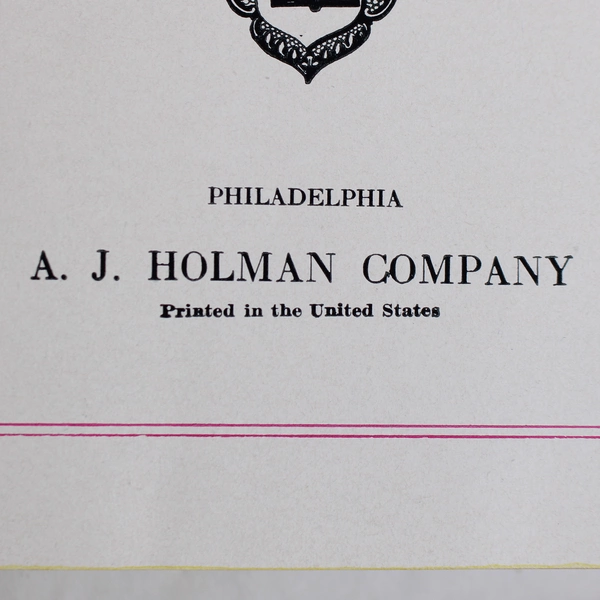 PHILADELPHIA
A. J. HOLMAN COMPANY
Printed in the United States